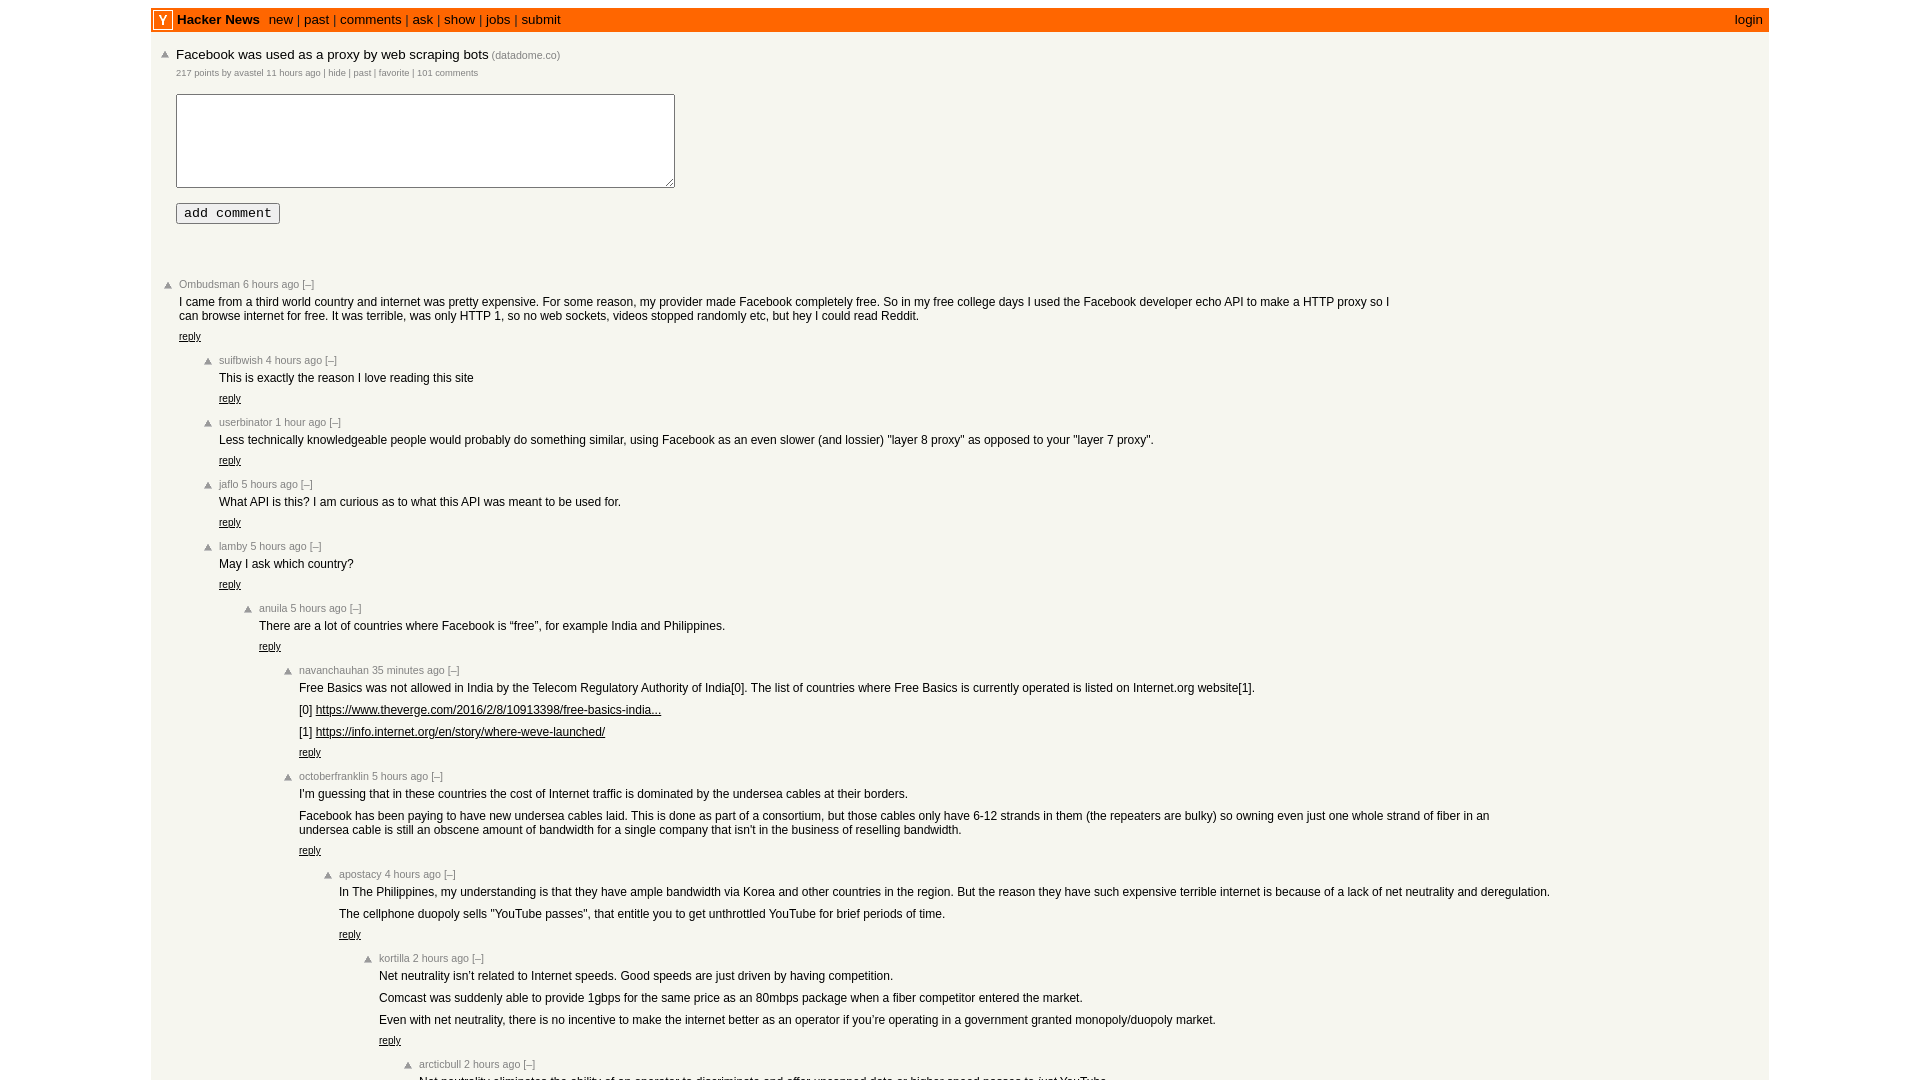 Y Hacker News new | past | comments | ask | show | jobs | submit login
Facebook was used as a proxy by web scraping bots (datadome.co)
217 points by avastel 11 hours ago | hide | past | favorite | 101 comments
add comment
Ombudsman 6 hours ago [–]
I came from a third world country and internet was pretty expensive. For some reason, my provider made Facebook completely free. So in my free college days I used the Facebook developer echo API to make a HTTP proxy so I
can browse internet for free. It was terrible, was only HTTP 1, so no web sockets, videos stopped randomly etc, but hey I could read Reddit.
reply
suifbwish 4 hours ago [–]
This is exactly the reason I love reading this site
reply
userbinator 1 hour ago [–]
Less technically knowledgeable people would probably do something similar, using Facebook as an even slower (and lossier) "layer 8 proxy" as opposed to your "layer 7 proxy".
reply
jaflo 5 hours ago [–]
What API is this? I am curious as to what this API was meant to be used for.
reply
lamby 5 hours ago [–]
May I ask which country?
reply
anuila 5 hours ago [–]
There are a lot of countries where Facebook is “free”, for example India and Philippines.
reply
navanchauhan 35 minutes ago [–]
Free Basics was not allowed in India by the Telecom Regulatory Authority of India[0]. The list of countries where Free Basics is currently operated is listed on Internet.org website[1].
[0] https://www.theverge.com/2016/2/8/10913398/free-basics-india...
[1] https://info.internet.org/en/story/where-weve-launched/
reply
octoberfranklin 5 hours ago [–]
I'm guessing that in these countries the cost of Internet traffic is dominated by the undersea cables at their borders.
Facebook has been paying to have new undersea cables laid. This is done as part of a consortium, but those cables only have 6-12 strands in them (the repeaters are bulky) so owning even just one whole strand of fiber in an
undersea cable is still an obscene amount of bandwidth for a single company that isn't in the business of reselling bandwidth.
reply
apostacy 4 hours ago [–]
In The Philippines, my understanding is that they have ample bandwidth via Korea and other countries in the region. But the reason they have such expensive terrible internet is because of a lack of net neutrality and deregulation.
The cellphone duopoly sells "YouTube passes", that entitle you to get unthrottled YouTube for brief periods of time.
reply
kortilla 2 hours ago [–]
Net neutrality isn’t related to Internet speeds. Good speeds are just driven by having competition.
Comcast was suddenly able to provide 1gbps for the same price as an 80mbps package when a fiber competitor entered the market.
Even with net neutrality, there is no incentive to make the internet better as an operator if you’re operating in a government granted monopoly/duopoly market.
reply
arcticbull 2 hours ago [–]
Net neutrality eliminates the ability of an operator to discriminate and offer uncapped data or higher speed passes to just YouTube.